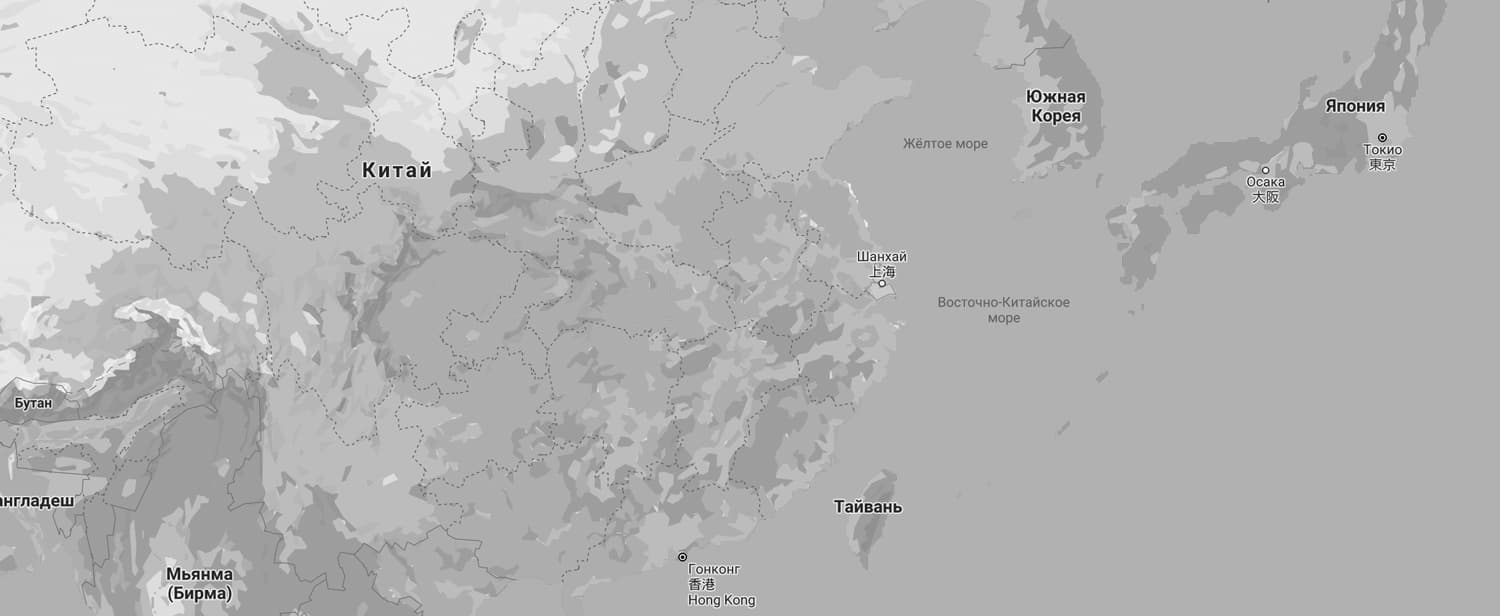 Южная
Корея
Япония
Жёлтое море
Токио
東京
Китай
Осака
大阪
Шанхай
上海
Восточно-Китайское
море
Бутан
англадеш
Тайвань
Мьянма
(Бирма)
Гонконг
香港
Hong Kong